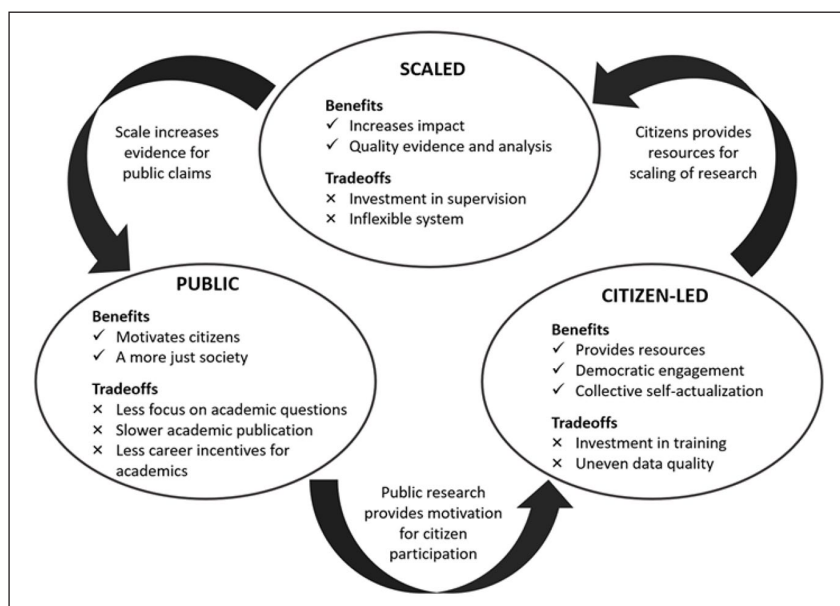 SCALED
Benefits
✓ Increases impact
✓ Quality evidence and analysis
Tradeoffs
× Investment in supervision
× Inflexible system
Scale increases
evidence for
public claims
Citizens provides
resources for
scaling of research
PUBLIC
Benefits
✓ Motivates citizens
✓ A more just society
Tradeoffs
× Less focus on academic questions
× Slower academic publication
× Less career incentives for
academics
CITIZEN-LED
Benefits
✓ Provides resources
✓ Democratic engagement
✓ Collective self-actualization
Tradeoffs
× Investment in training
× Uneven data quality
Public research
provides motivation
for citizen
participation